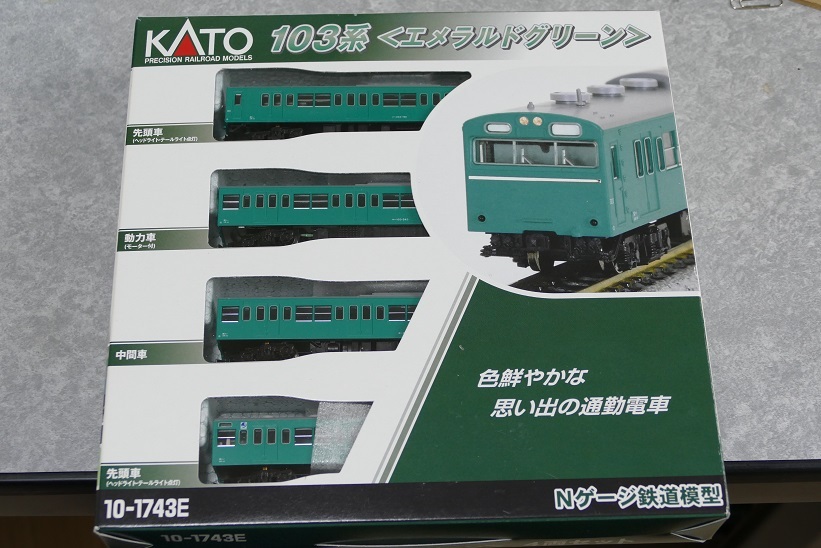 KATO
PRECISION RAILROAD MODELS
103系 <エメラルドグリーン>
先頭車
(ヘッドライト・テールライト点灯)
動力車
(モーター付)
中間車
先頭車
(ヘッドライト・テールライト点灯)
色鮮やかな
思い出の通勤電車
10-1743E
Nゲージ鉄道模型
10-1743E